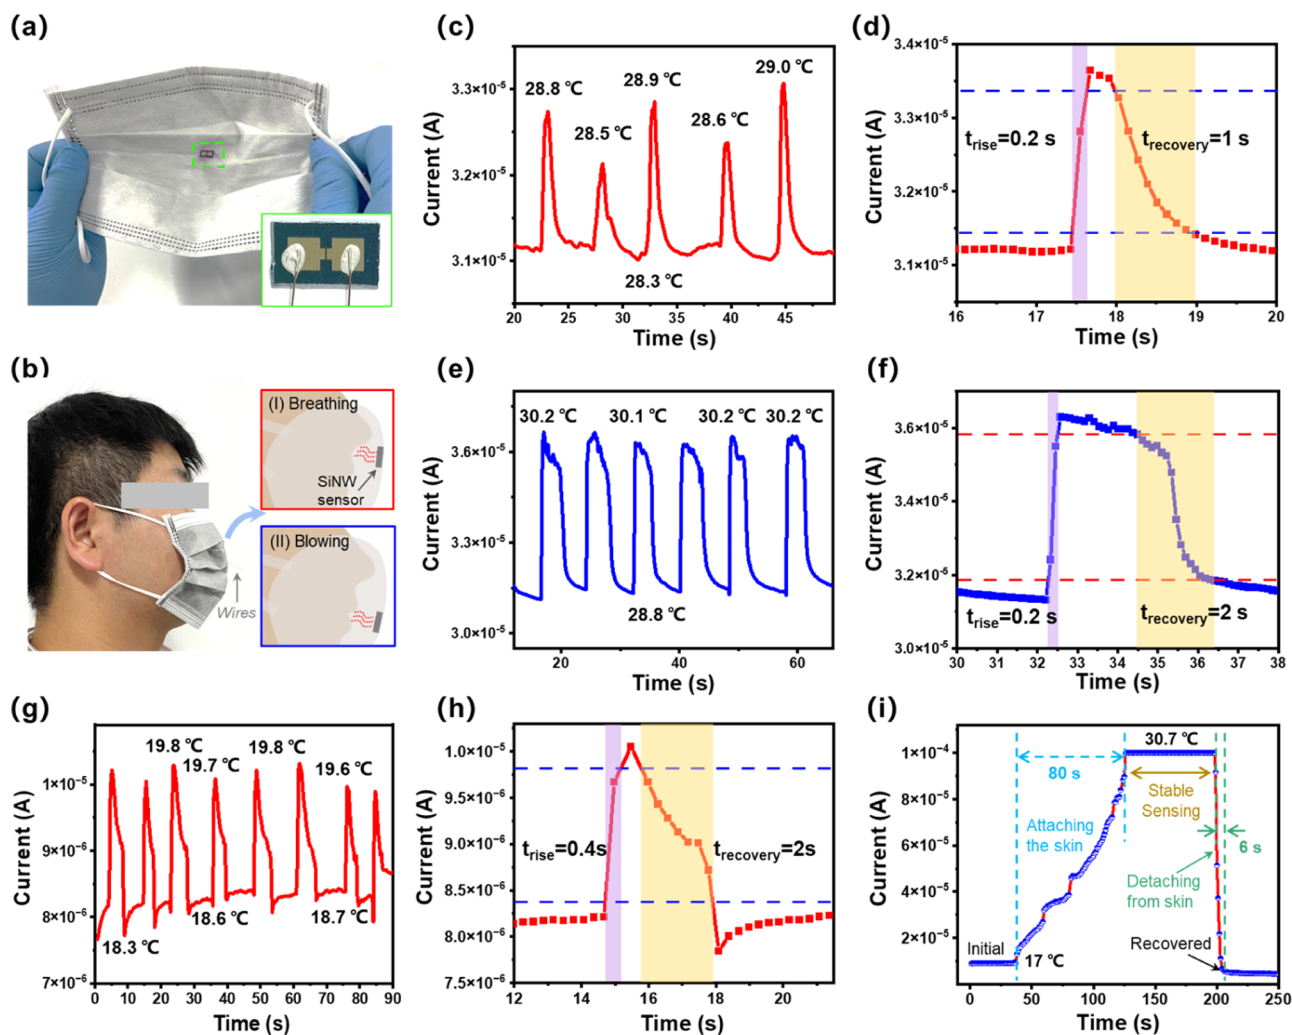 (a)
(b)
(I) Breathing
SiNW
sensor
(II) Blowing
Wires
(c)
Current (A)
3.3×10⁻⁵
3.2×10⁻⁵
3.1×10⁻⁵
28.8 ℃
28.5 ℃
28.9 ℃
28.6 ℃
29.0 ℃
28.3 ℃
20 25 30 35 40 45
Time (s)
(d)
Current (A)
3.4×10⁻⁵
3.3×10⁻⁵
3.2×10⁻⁵
3.1×10⁻⁵
t_rise=0.2 s
t_recovery=1 s
16 17 18 19 20
Time (s)
(e)
Current (A)
3.6×10⁻⁵
3.3×10⁻⁵
3.0×10⁻⁵
30.2 ℃ 30.1 ℃ 30.2 ℃ 30.2 ℃
28.8 ℃
20 40 60
Time (s)
(f)
Current (A)
3.6×10⁻⁵
3.4×10⁻⁵
3.2×10⁻⁵
3.0×10⁻⁵
t_rise=0.2 s
t_recovery=2 s
30 31 32 33 34 35 36 37 38
Time (s)
(g)
Current (A)
1×10⁻⁵
9×10⁻⁶
8×10⁻⁶
7×10⁻⁶
19.8 ℃
19.7 ℃
19.8 ℃
19.6 ℃
18.3 ℃
18.6 ℃
18.7 ℃
0 10 20 30 40 50 60 70 80 90
Time (s)
(h)
Current (A)
1.0×10⁻⁵
9.5×10⁻⁶
9.0×10⁻⁶
8.5×10⁻⁶
8.0×10⁻⁶
7.5×10⁻⁶
t_rise=0.4s
t_recovery=2s
12 14 16 18 20
Time (s)
(i)
Current (A)
1×10⁻⁴
8×10⁻⁵
6×10⁻⁵
4×10⁻⁵
2×10⁻⁵
30.7 ℃
80 s
Stable
Sensing
Attaching
the skin
6 s
Detaching
from skin
Recovered
Initial
17 ℃
0 50 100 150 200 250
Time (s)